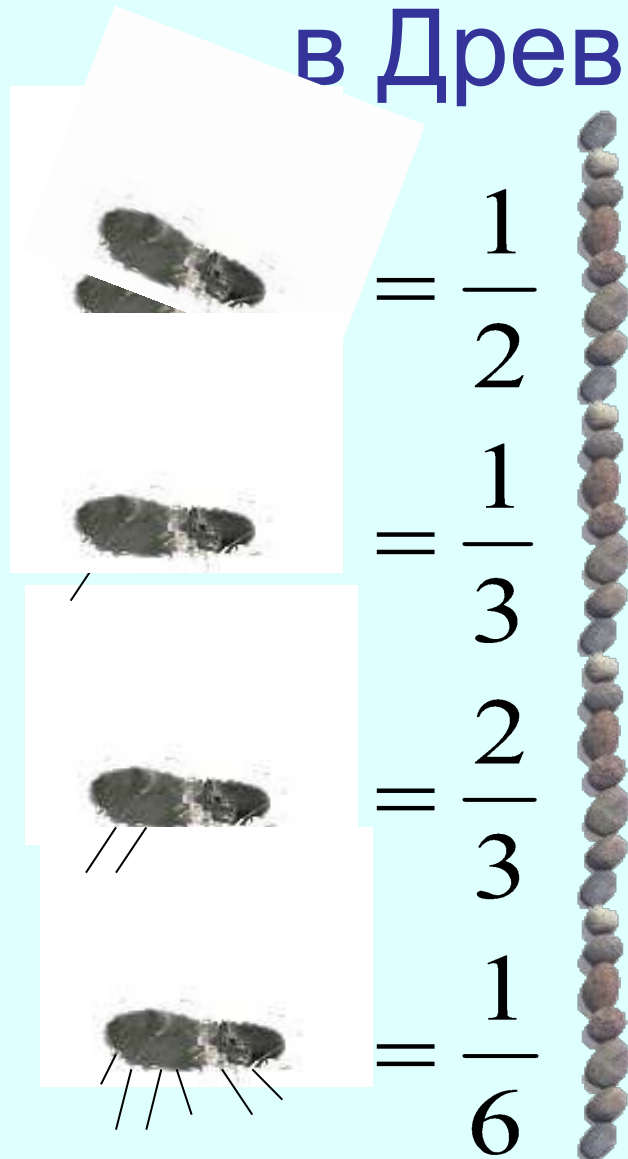 в Древ
= 1/2
= 1/3
= 2/3
= 1/6